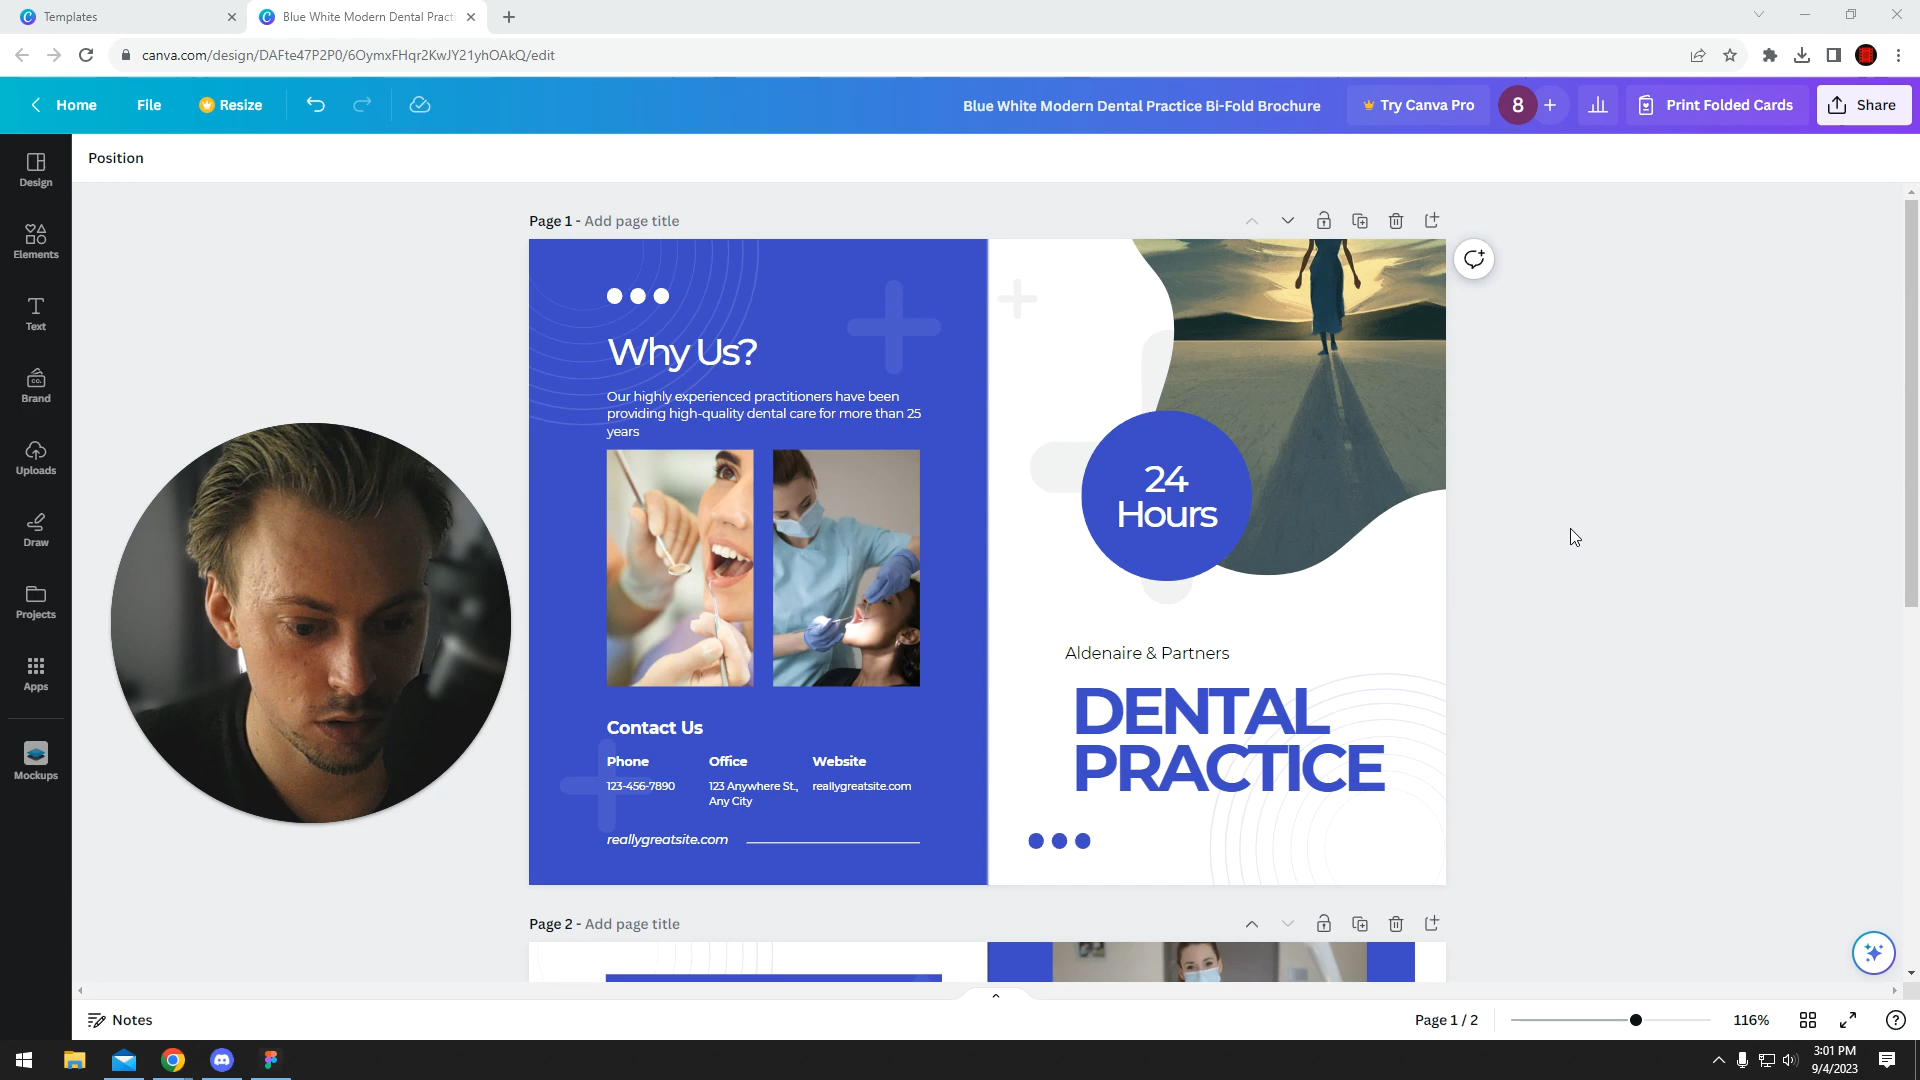 Templates
Blue White Modern Dental Practi
canva.com/design/DAFte47P2P0/6OymxFHqr2KwJY21yhOAkQ/edit
Home
File
Resize
Blue White Modern Dental Practice Bi-Fold Brochure
Try Canva Pro
8
Print Folded Cards
Share
Position
Design
Elements
Text
Brand
Uploads
Draw
Projects
Apps
Mockups
Page 1 - Add page title
Why Us?
Our highly experienced practitioners have been
providing high-quality dental care for more than 25
years
Contact Us
Phone
Office
Website
123-456-7890
123 Anywhere St.,
Any City
reallygreatsite.com
reallygreatsite.com
24
Hours
Aldenaire & Partners
DENTAL
PRACTICE
Page 2 - Add page title
Notes
Page 1 / 2
116%
3:01 PM
9/4/2023